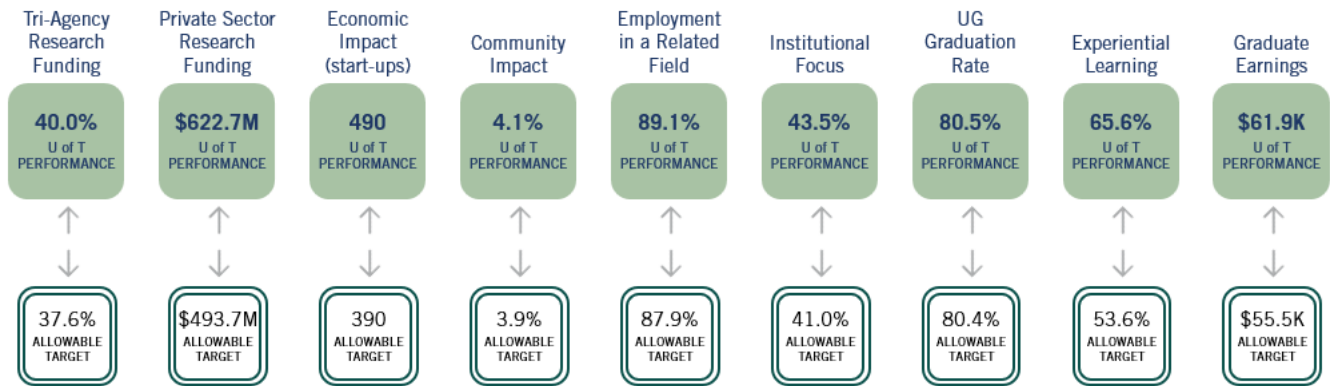 Tri-Agency
Research
Funding
Private Sector
Research
Funding
Economic
Impact
(start-ups)
Community
Impact
Employment
in a Related
Field
Institutional
Focus
UG
Graduation
Rate
Experiential
Learning
Graduate
Earnings
40.0%
U of T
PERFORMANCE
$622.7M
U of T
PERFORMANCE
490
U of T
PERFORMANCE
4.1%
U of T
PERFORMANCE
89.1%
U of T
PERFORMANCE
43.5%
U of T
PERFORMANCE
80.5%
U of T
PERFORMANCE
65.6%
U of T
PERFORMANCE
$61.9K
U of T
PERFORMANCE
37.6%
ALLOWABLE
TARGET
$493.7M
ALLOWABLE
TARGET
390
ALLOWABLE
TARGET
3.9%
ALLOWABLE
TARGET
87.9%
ALLOWABLE
TARGET
41.0%
ALLOWABLE
TARGET
80.4%
ALLOWABLE
TARGET
53.6%
ALLOWABLE
TARGET
$55.5K
ALLOWABLE
TARGET